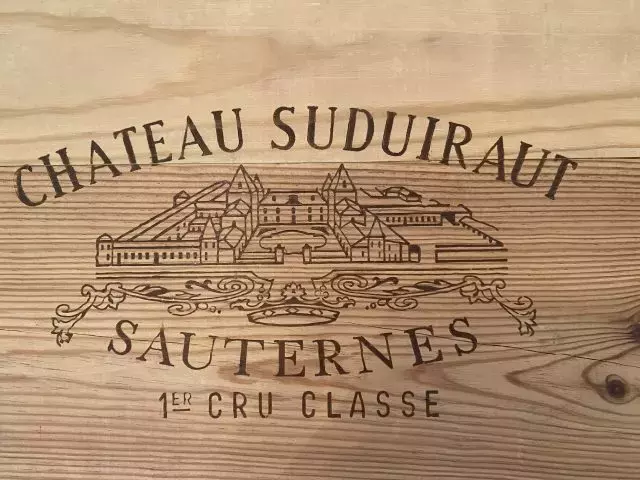 CHATEAU SUDUIRAUT
SAUTERNES
1ER CRU CLASSE